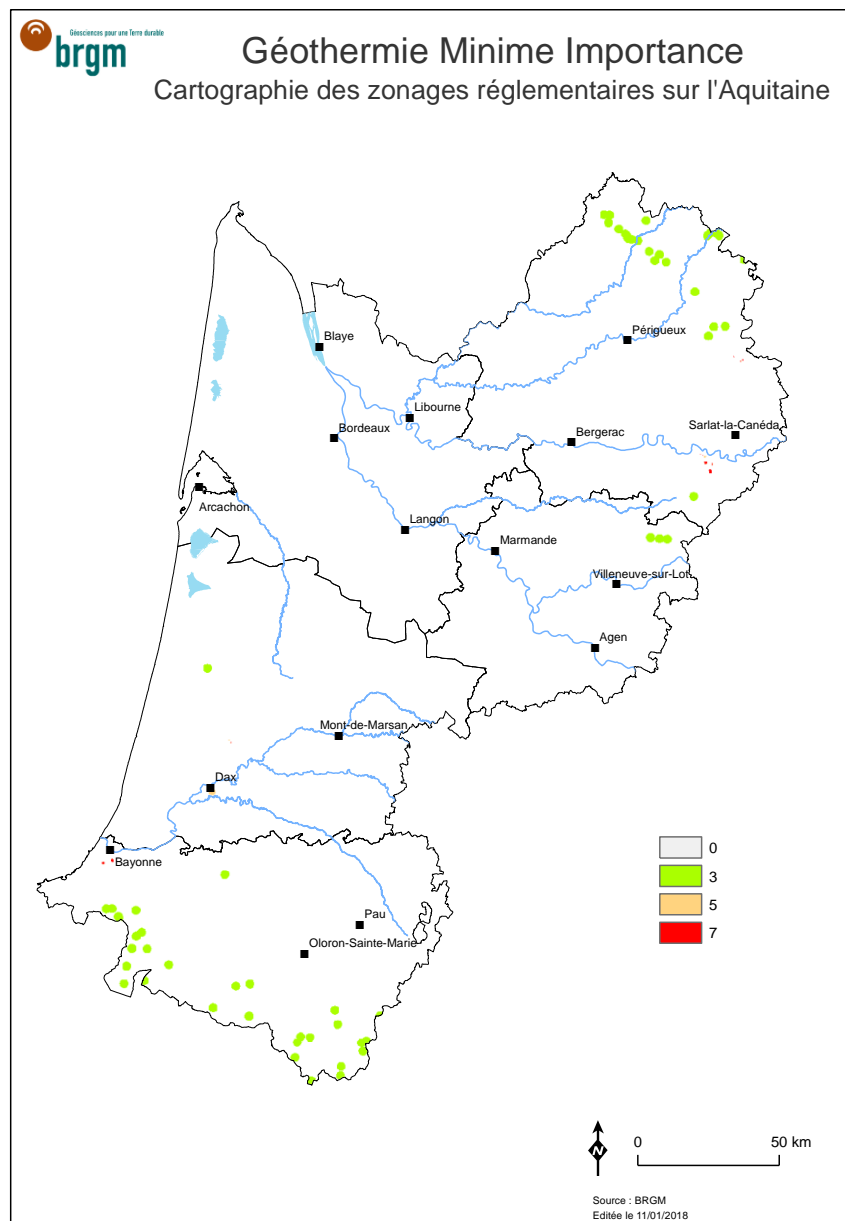 Géosciences pour une Terre durable
brgm
Géothermie Minime Importance
Cartographie des zonages réglementaires sur l'Aquitaine
Blaye
Périgueux
Libourne
Bordeaux
Bergerac
Sarlat-la-Canéda
Arcachon
Langon
Marmande
Villeneuve-sur-Lot
Agen
Mont-de-Marsan
Dax
Bayonne
Pau
Oloron-Sainte-Marie
0
3
5
7
N
0 50 km
Source : BRGM
Editée le 11/01/2018